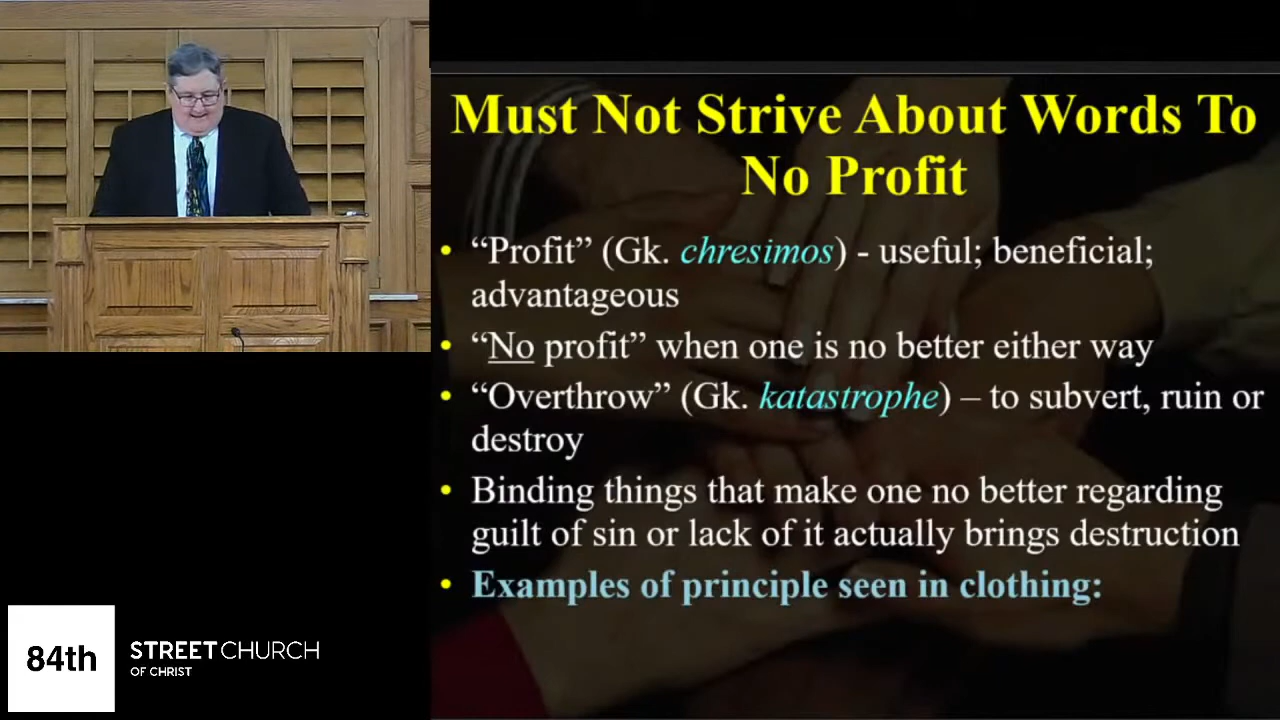 Must Not Strive About Words To
No Profit
• “Profit” (Gk. chresimos) - useful; beneficial;
advantageous
• “No profit” when one is no better either way
• “Overthrow” (Gk. katastrophe) – to subvert, ruin or
destroy
• Binding things that make one no better regarding
guilt of sin or lack of it actually brings destruction
• Examples of principle seen in clothing:
84th
STREET CHURCH
OF CHRIST